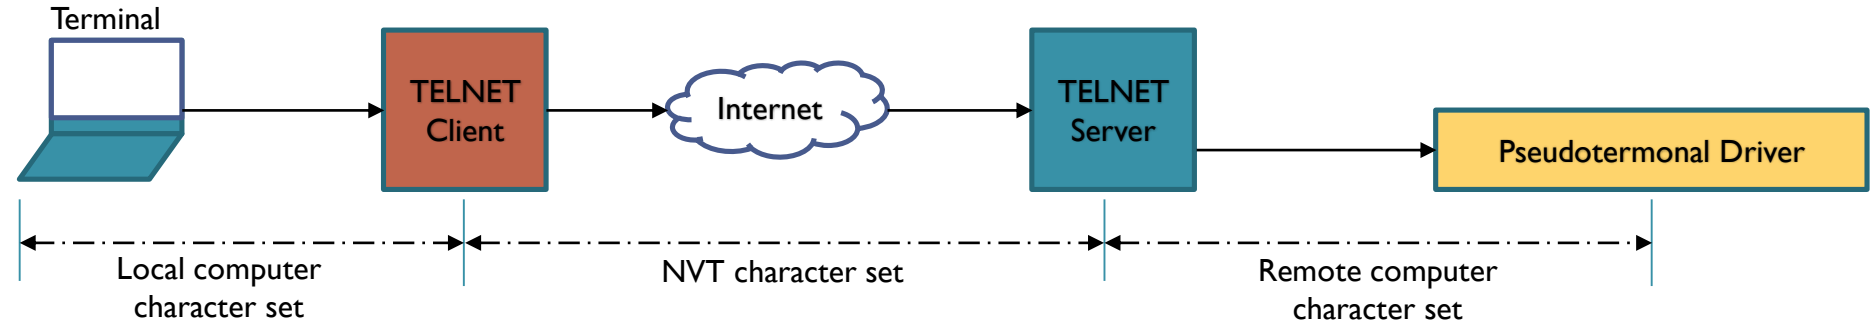 Terminal
TELNET
Client
Internet
TELNET
Server
Pseudotermonal Driver
Local computer
character set
NVT character set
Remote computer
character set